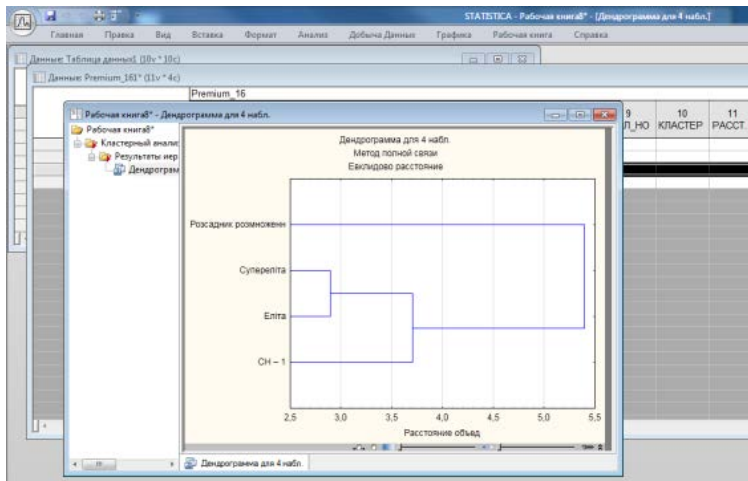 STATISTICA - Рабочая книга8* - [Дендрограмма для 4 набл.]
Главная Правка Вид Вставка Формат Анализ Добыча Данные Графика Рабочая книга Справка
Данные: Таблица данных1 (10v * 10c)
Данные: Premium_161* (11v * 4c)
Premium_16
Рабочая книга8* - Дендрограмма для 4 набл.
9 10 11
Л_НО КЛАСТЕР РАССТ.
Рабочая книга8*
Кластерный анализ
Результаты иер
Дендрограм
Дендрограмма для 4 набл.
Метод полной связи
Евклидово расстояние
Розсадник розмноженн
Супереліта
Еліта
СН – 1
2,5 3,0 3,5 4,0 4,5 5,0 5,5
Расстояние объед
Дендрограмма для 4 набл.